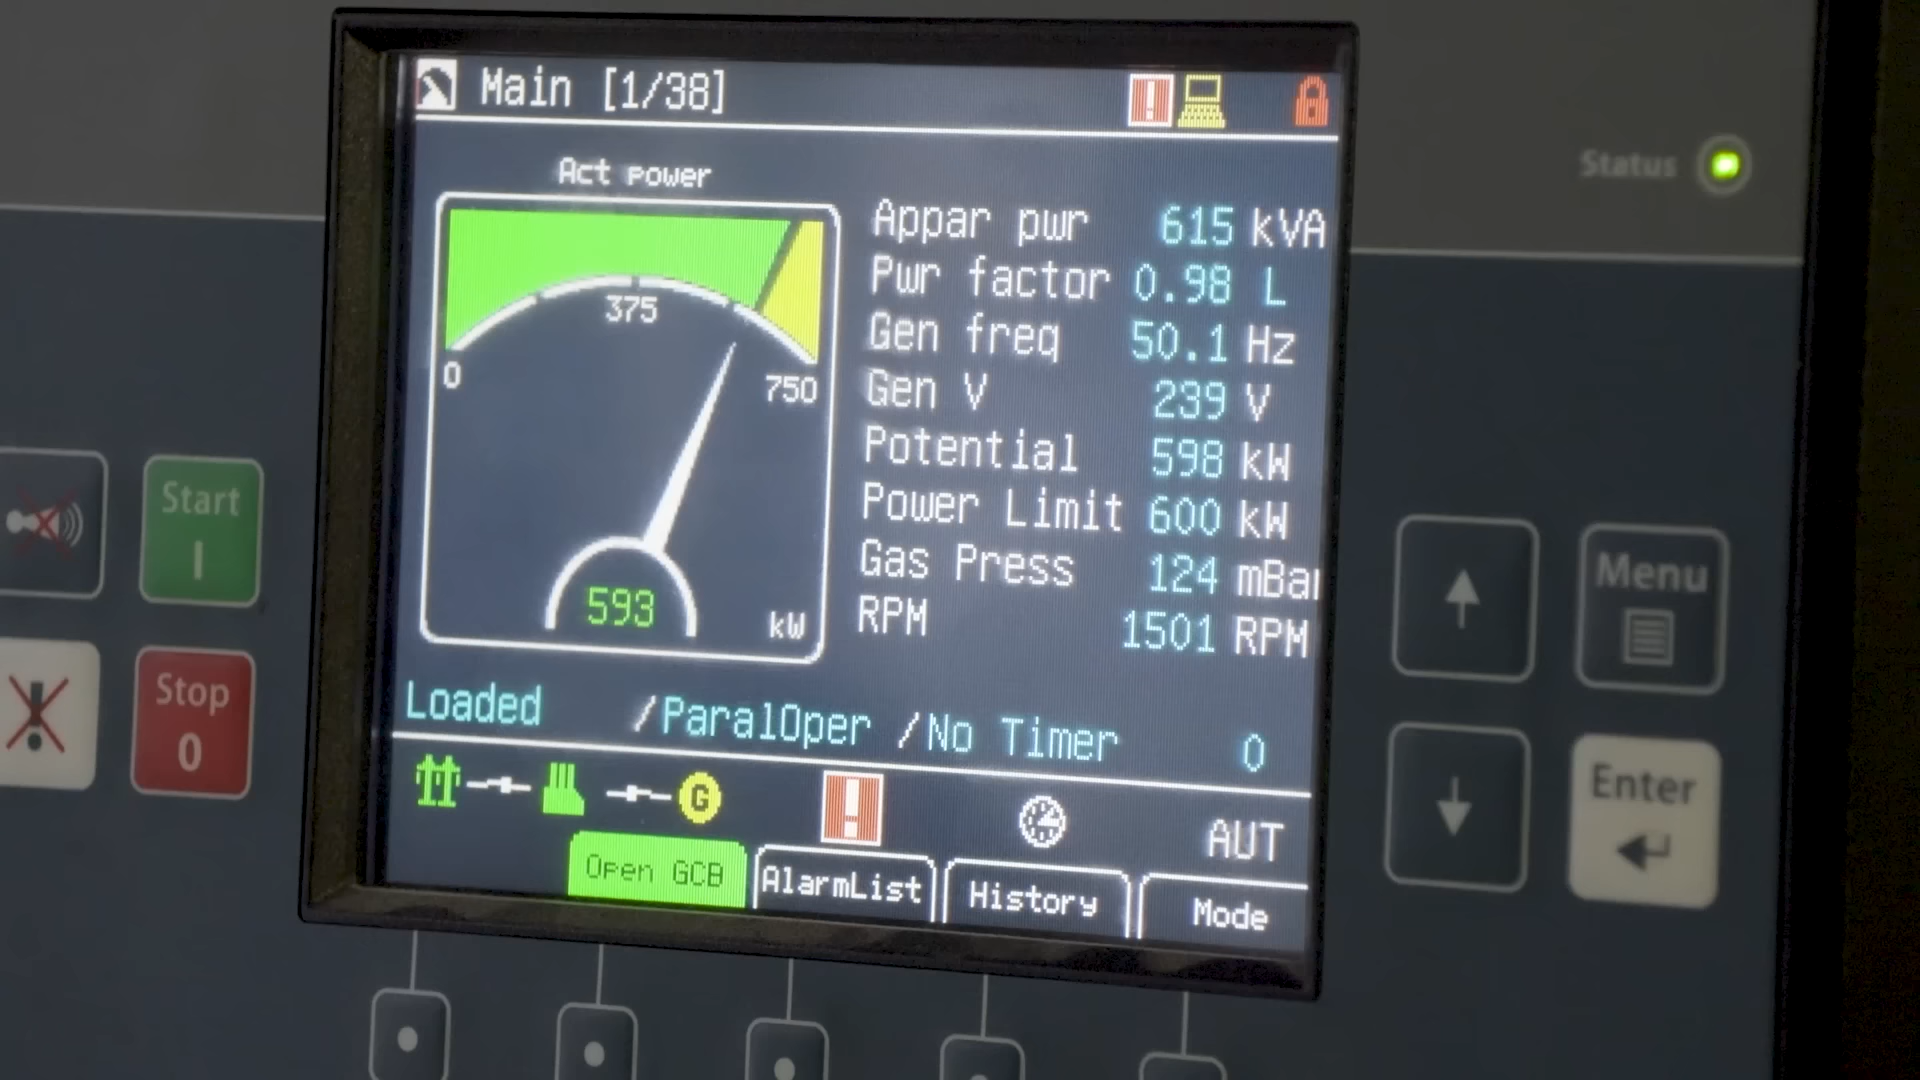 Main [1/38]
Status
Act power
375
0
750
593
kW
Appar pwr 615 kVA
Pwr factor 0.98 L
Gen freq 50.1 Hz
Gen V 239 V
Potential 598 kW
Power Limit 600 kW
Gas Press 124 mBar
RPM 1501 RPM
Loaded /ParalOper /No Timer 0
G
AUT
Open GCB
AlarmList
History
Mode
Start
I
Stop
0
Menu
Enter